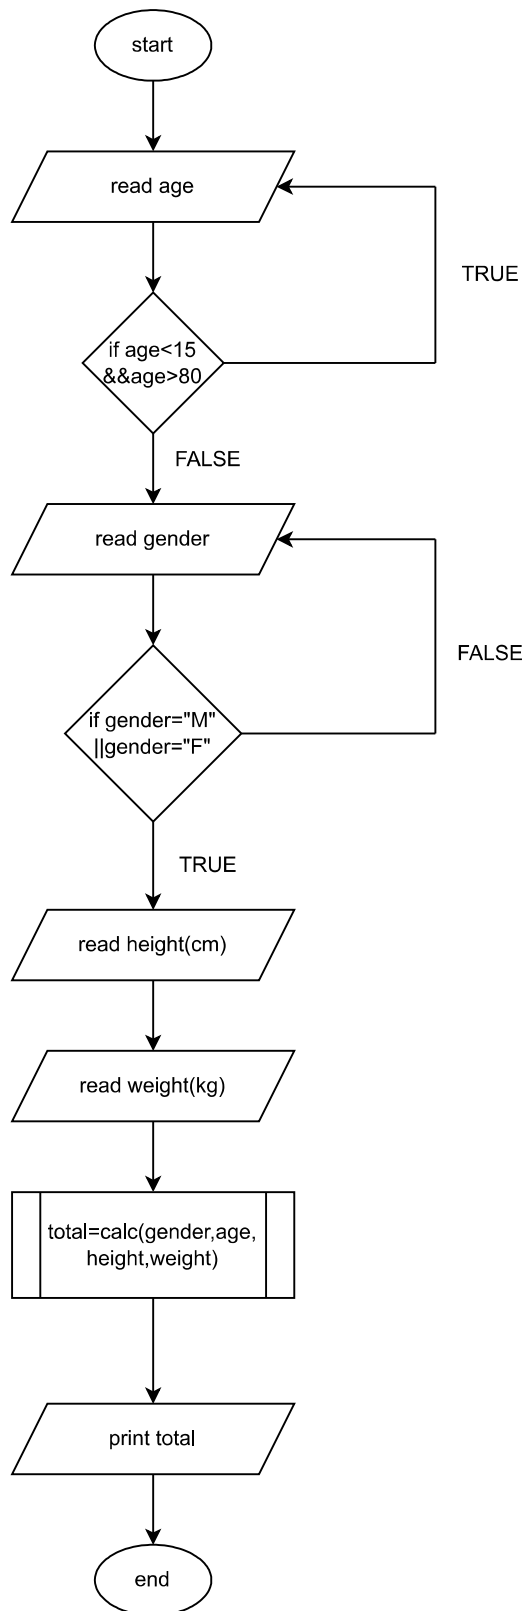 start
read age
TRUE
if age<15
&&age>80
FALSE
read gender
FALSE
if gender="M"
||gender="F"
TRUE
read height(cm)
read weight(kg)
total=calc(gender,age,
height,weight)
print total
end